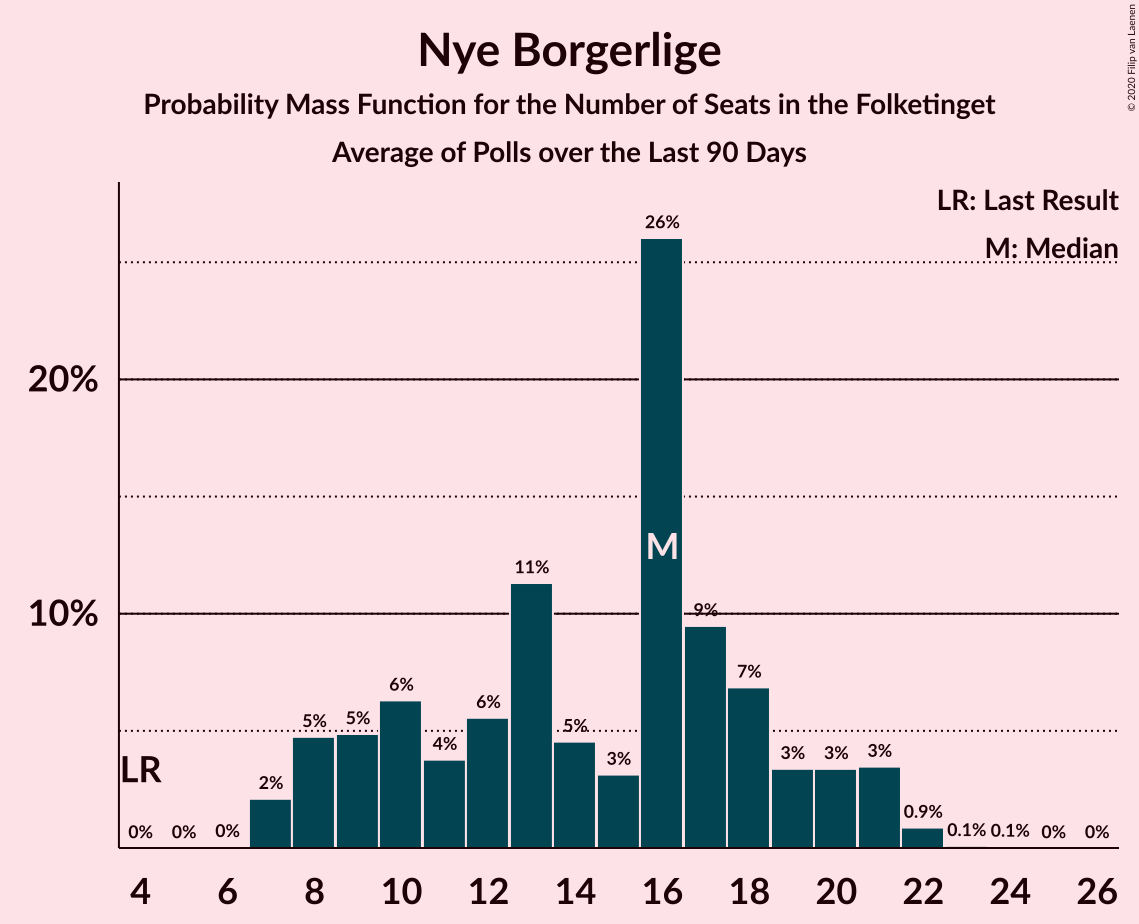 Nye Borgerlige
Probability Mass Function for the Number of Seats in the Folketinget
Average of Polls over the Last 90 Days
© 2020 Filip van Laenen
LR: Last Result
M: Median
20%
10%
LR
M
0%
0%
0%
2%
5%
5%
6%
4%
6%
11%
5%
3%
26%
9%
7%
3%
3%
3%
0.9%
0.1%
0.1%
0%
0%
4 6 8 10 12 14 16 18 20 22 24 26